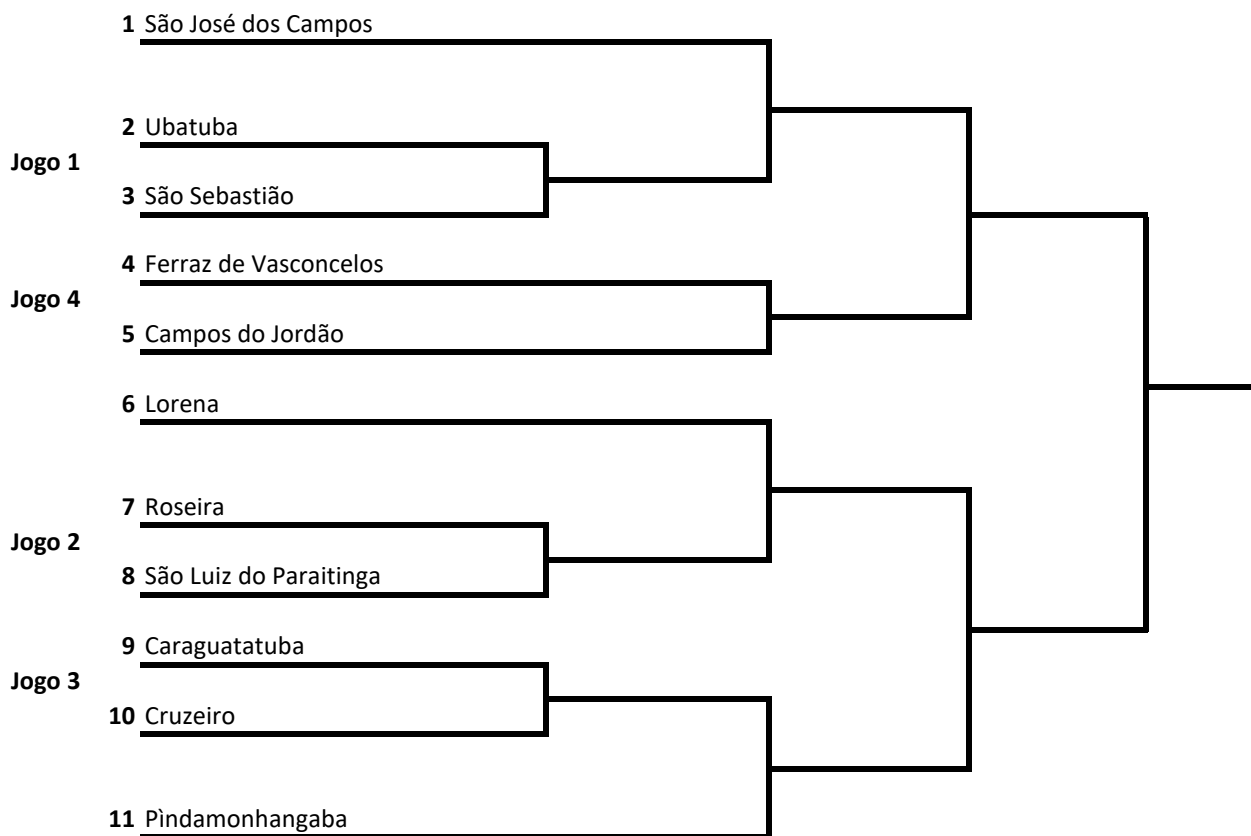 1 São José dos Campos
2 Ubatuba
Jogo 1
3 São Sebastião
4 Ferraz de Vasconcelos
Jogo 4
5 Campos do Jordão
6 Lorena
7 Roseira
Jogo 2
8 São Luiz do Paraitinga
9 Caraguatatuba
Jogo 3
10 Cruzeiro
11 Pìndamonhangaba